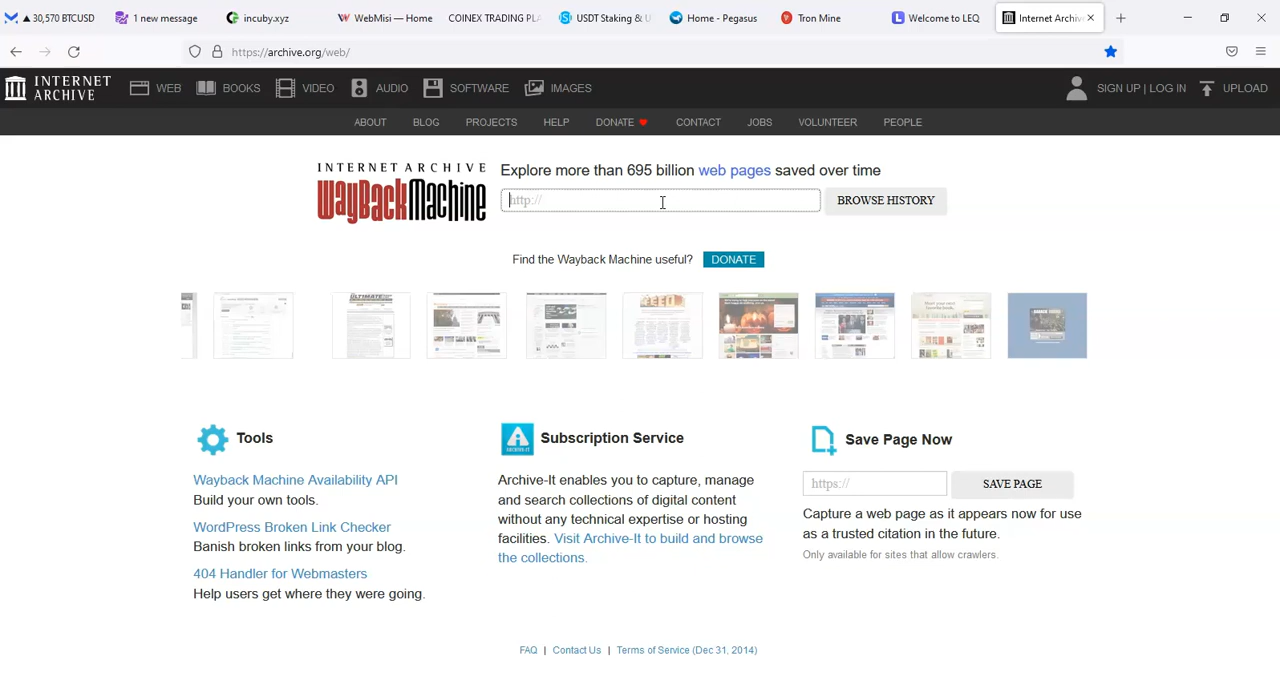 30,570 BTCUSD
1 new message
incuby.xyz
WebMisi — Home
COINEX TRADING PL
USDT Staking & U
Home - Pegasus
Tron Mine
Welcome to LEQ
Internet Archiv
https://archive.org/web/
INTERNET ARCHIVE
WEB
BOOKS
VIDEO
AUDIO
SOFTWARE
IMAGES
SIGN UP | LOG IN
UPLOAD
ABOUT
BLOG
PROJECTS
HELP
DONATE
CONTACT
JOBS
VOLUNTEER
PEOPLE
INTERNET ARCHIVE
WayBackMachine
Explore more than 695 billion web pages saved over time
http://
BROWSE HISTORY
Find the Wayback Machine useful?
DONATE
ULTIMATE
FEED
Tools
Wayback Machine Availability API
Build your own tools.
WordPress Broken Link Checker
Banish broken links from your blog.
404 Handler for Webmasters
Help users get where they were going.
Subscription Service
ARCHIVE-IT
Archive-It enables you to capture, manage
and search collections of digital content
without any technical expertise or hosting
facilities. Visit Archive-It to build and browse
the collections.
Save Page Now
https://
SAVE PAGE
Capture a web page as it appears now for use
as a trusted citation in the future.
Only available for sites that allow crawlers.
FAQ | Contact Us | Terms of Service (Dec 31, 2014)